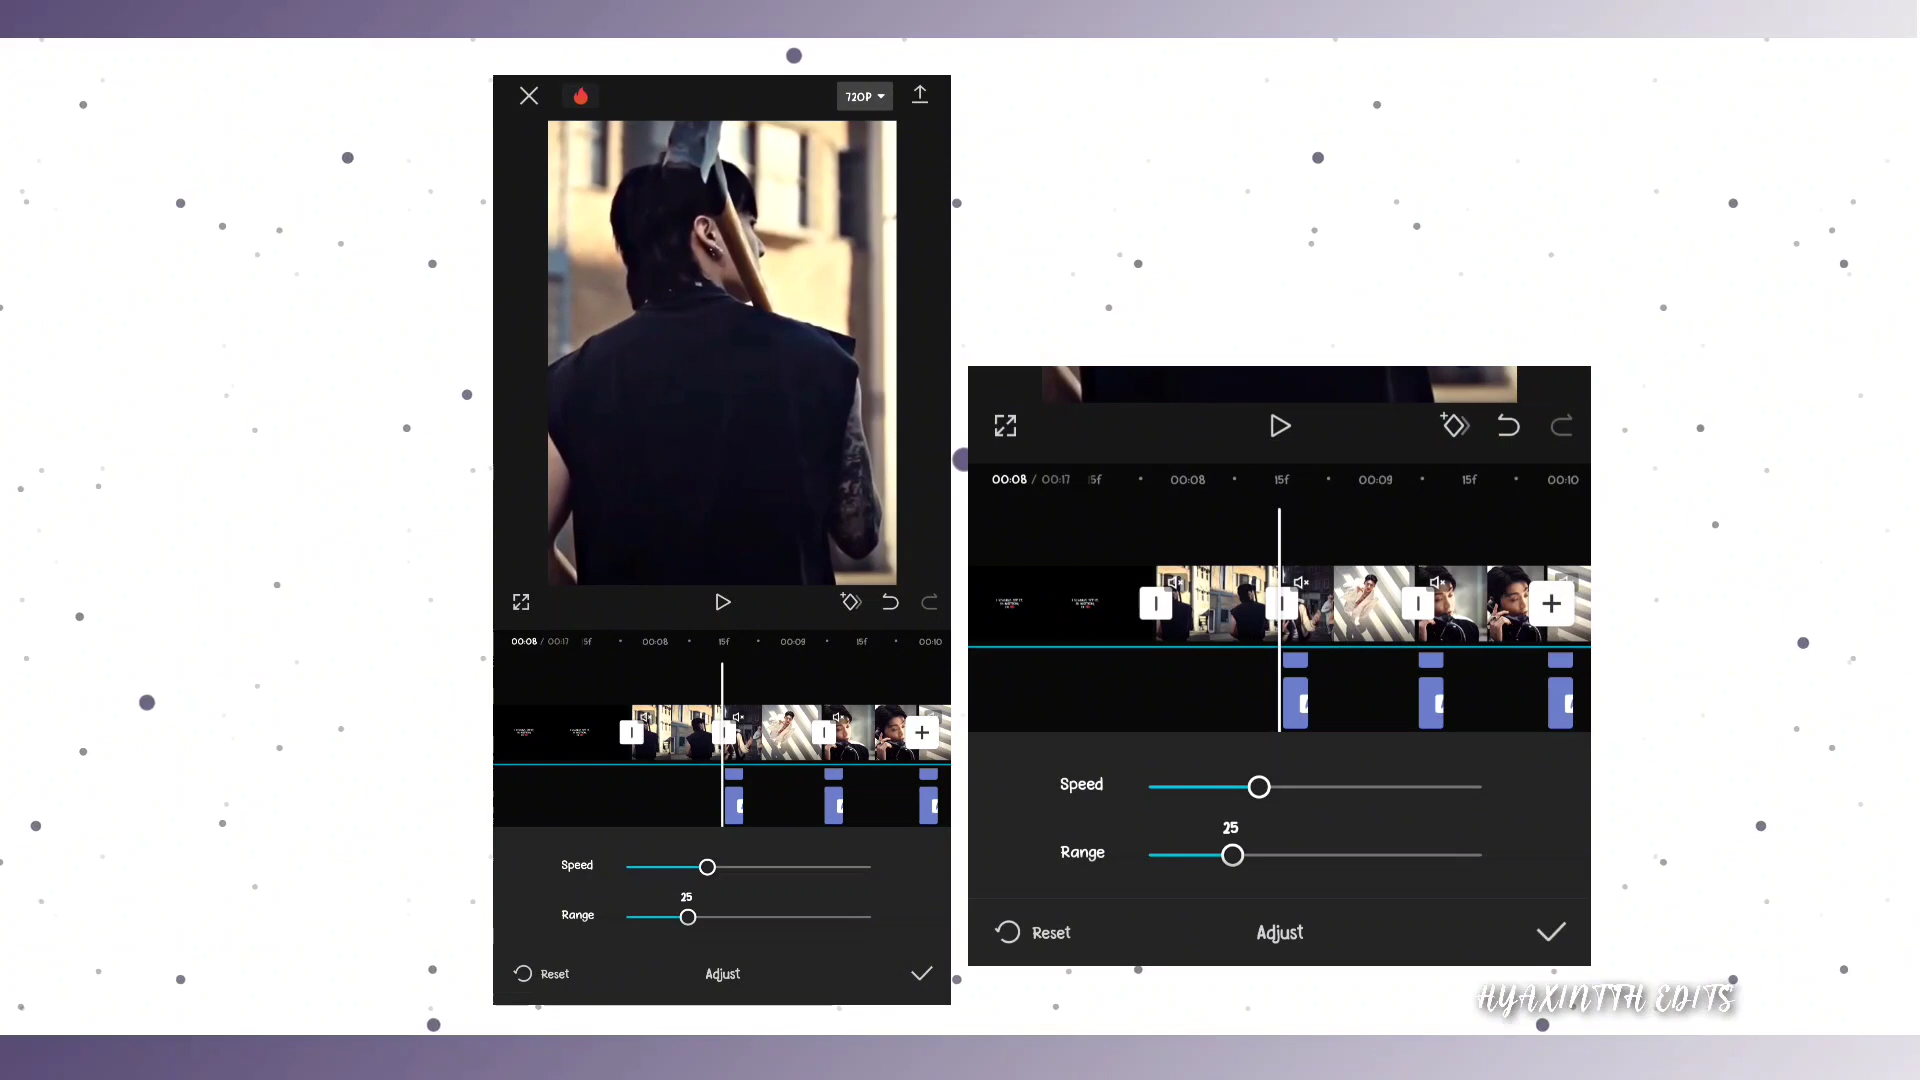 720P
00:08 / 00:17 15f 00:08 15f 00:09 15f 00:10
Speed
25
Range
Reset Adjust
00:08 / 00:17 15f 00:08 15f 00:09 15f 00:10
Speed
25
Range
Reset Adjust
HYAXINTTH EDITS